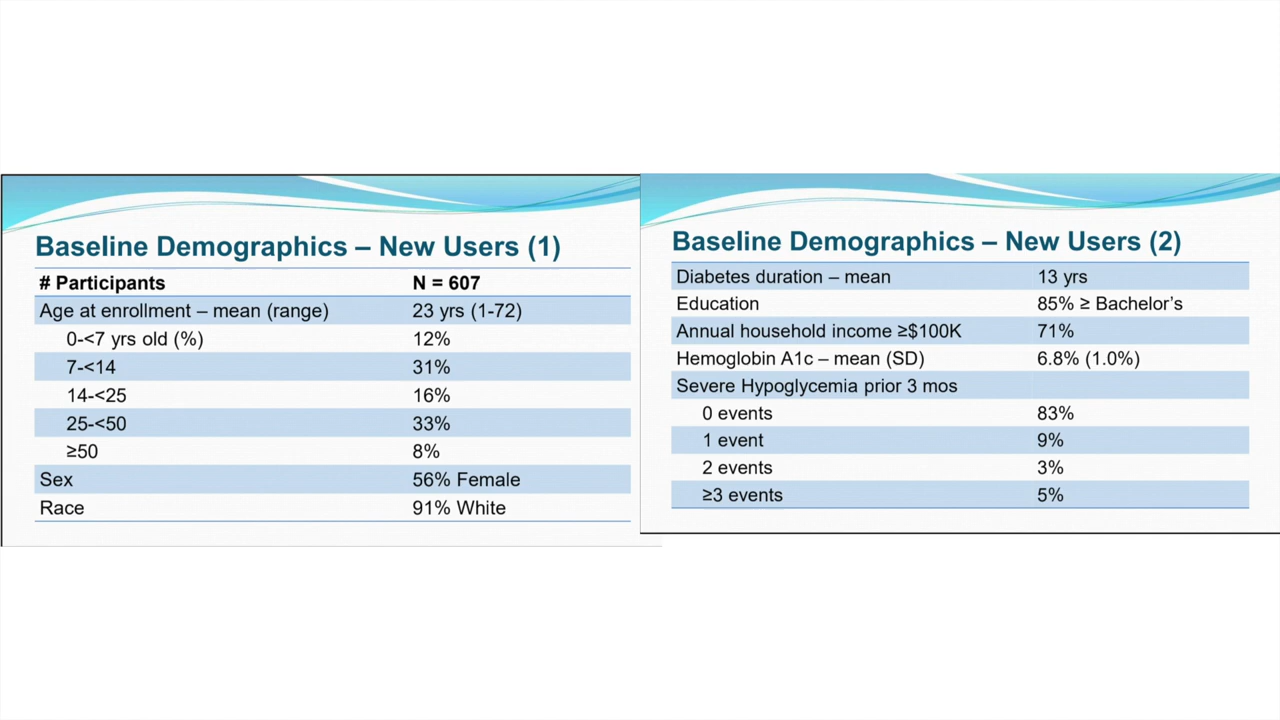 Baseline Demographics – New Users (1)
# Participants N = 607
Age at enrollment – mean (range) 23 yrs (1-72)
0-<7 yrs old (%) 12%
7-<14 31%
14-<25 16%
25-<50 33%
≥50 8%
Sex 56% Female
Race 91% White
Baseline Demographics – New Users (2)
Diabetes duration – mean 13 yrs
Education 85% ≥ Bachelor’s
Annual household income ≥$100K 71%
Hemoglobin A1c – mean (SD) 6.8% (1.0%)
Severe Hypoglycemia prior 3 mos
0 events 83%
1 event 9%
2 events 3%
≥3 events 5%